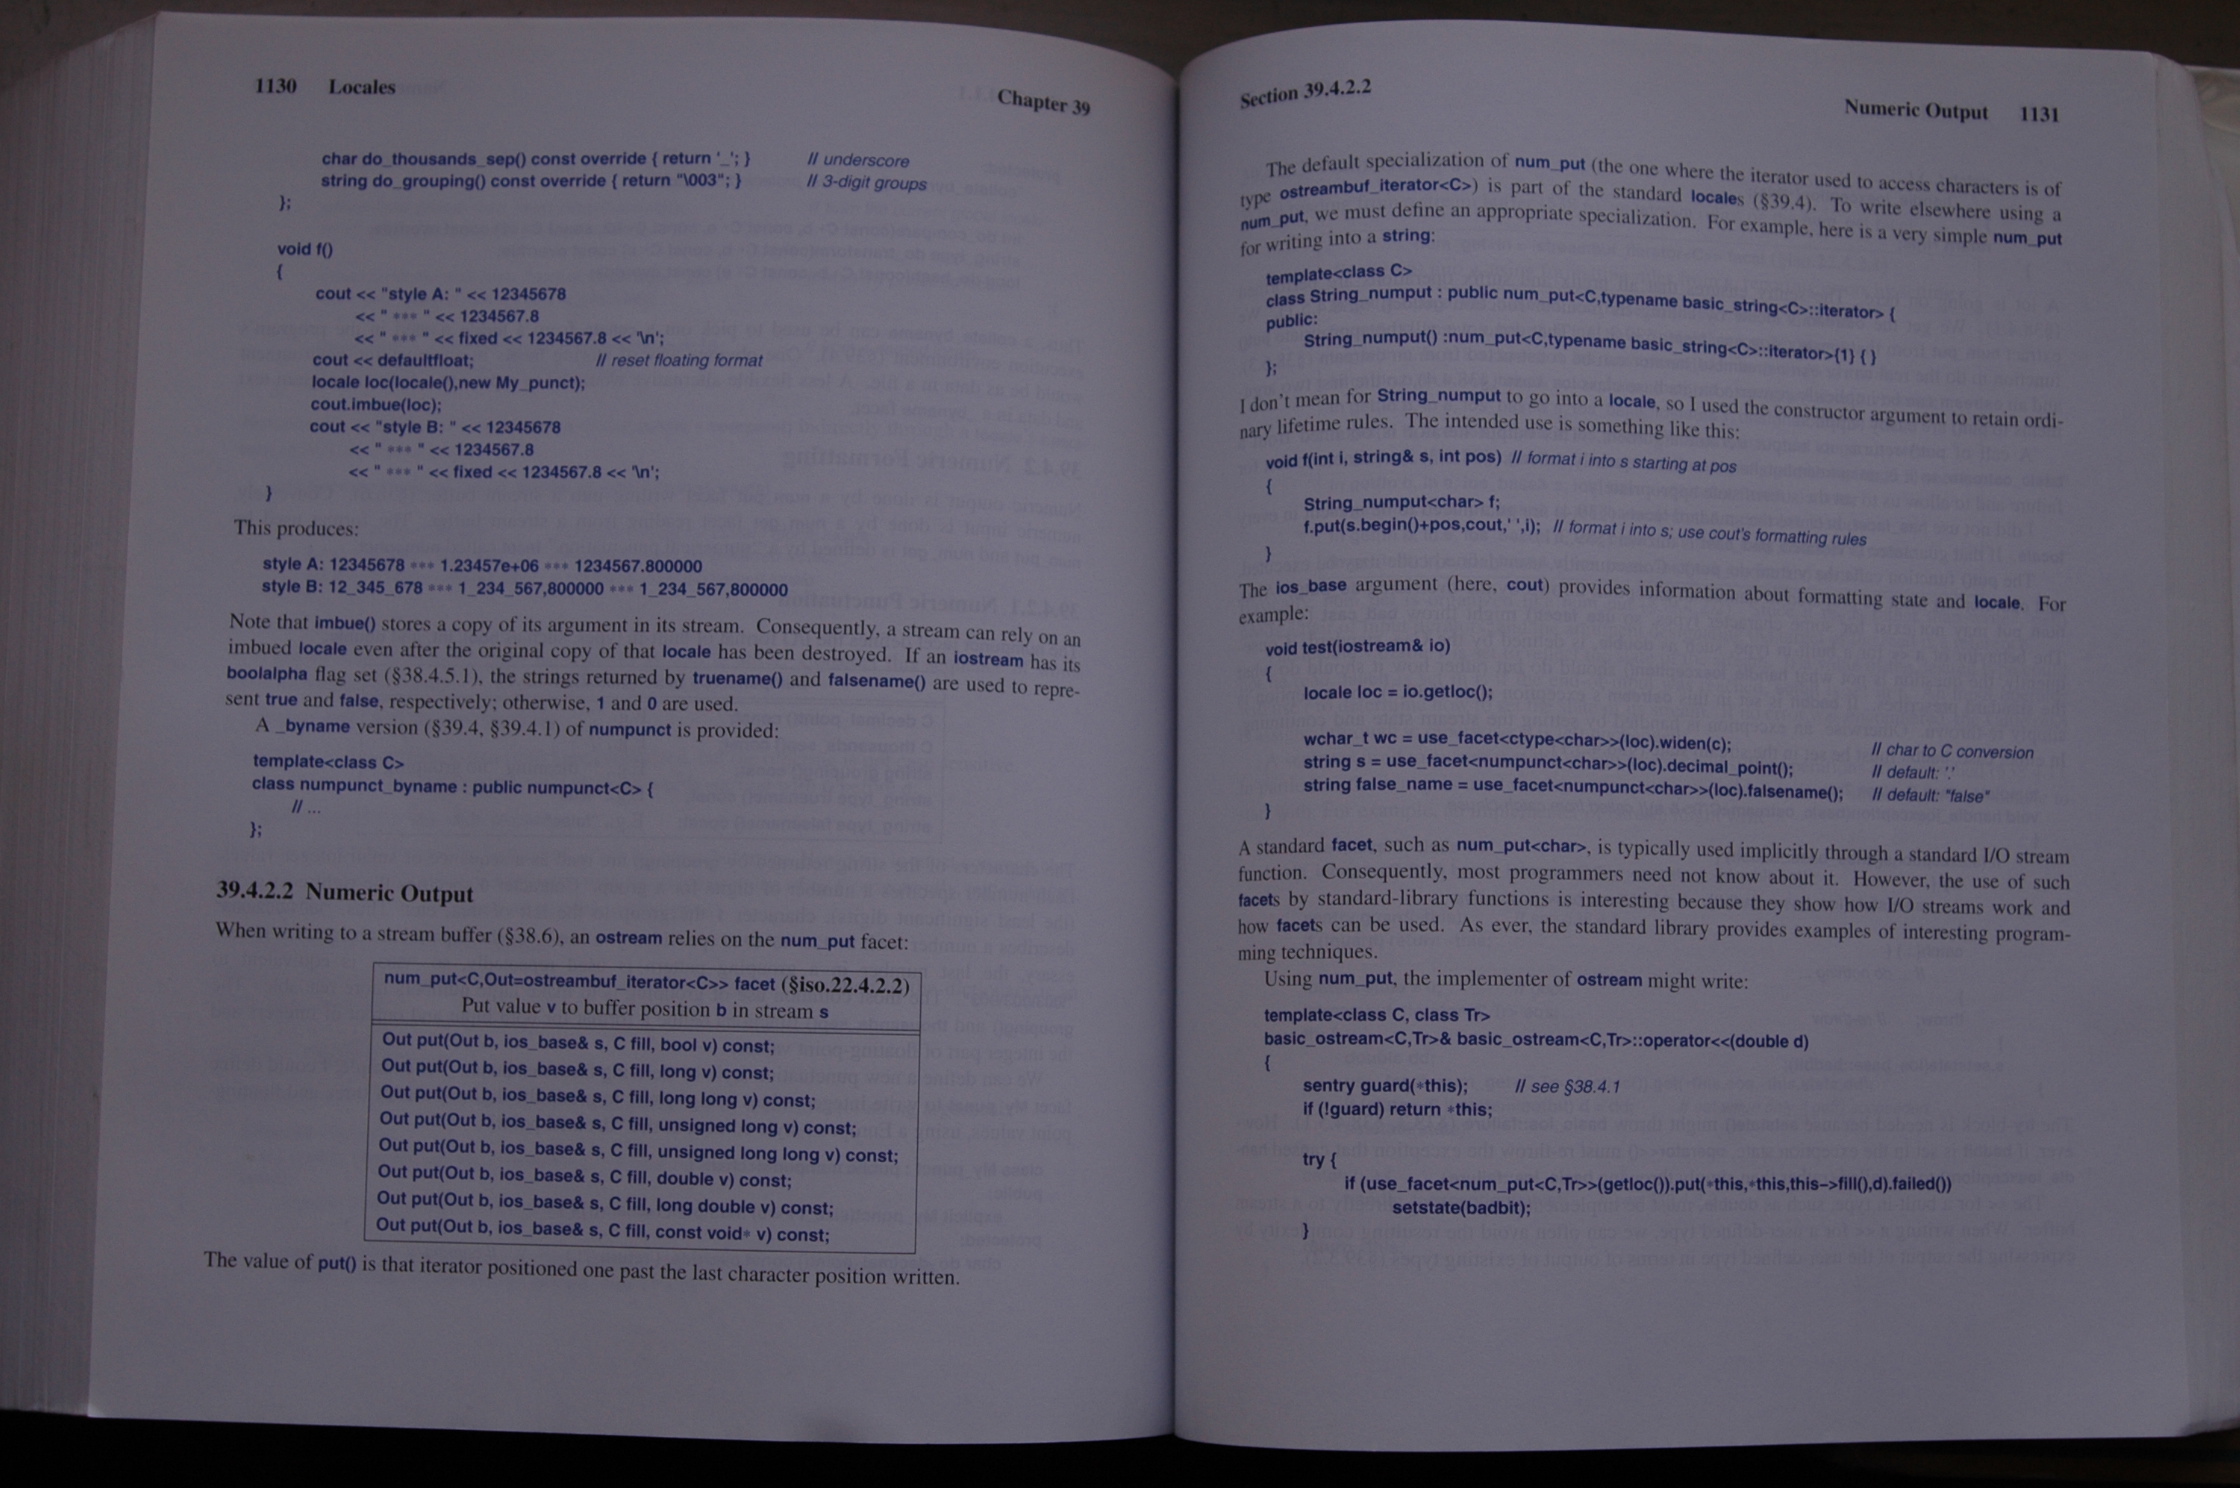 1130 Locales Chapter 39
char do_thousands_sep() const override { return '_'; } // underscore
string do_grouping() const override { return "\003"; } // 3-digit groups
};
void f()
{
cout << "style A: " << 12345678
<< " *** " << 1234567.8
<< " *** " << fixed << 1234567.8 << '\n';
cout << defaultfloat; // reset floating format
locale loc(locale(),new My_punct);
cout.imbue(loc);
cout << "style B: " << 12345678
<< " *** " << 1234567.8
<< " *** " << fixed << 1234567.8 << '\n';
}
This produces:
style A: 12345678 *** 1.23457e+06 *** 1234567.800000
style B: 12_345_678 *** 1_234_567,800000 *** 1_234_567,800000
Note that imbue() stores a copy of its argument in its stream. Consequently, a stream can rely on an
imbued locale even after the original copy of that locale has been destroyed. If an iostream has its
boolalpha flag set (§38.4.5.1), the strings returned by truename() and falsename() are used to repre-
sent true and false, respectively; otherwise, 1 and 0 are used.
A _byname version (§39.4, §39.4.1) of numpunct is provided:
template<class C>
class numpunct_byname : public numpunct<C> {
// ...
};
39.4.2.2 Numeric Output
When writing to a stream buffer (§38.6), an ostream relies on the num_put facet:
num_put<C,Out=ostreambuf_iterator<C>> facet (§iso.22.4.2.2)
Put value v to buffer position b in stream s
Out put(Out b, ios_base& s, C fill, bool v) const;
Out put(Out b, ios_base& s, C fill, long v) const;
Out put(Out b, ios_base& s, C fill, long long v) const;
Out put(Out b, ios_base& s, C fill, unsigned long v) const;
Out put(Out b, ios_base& s, C fill, unsigned long long v) const;
Out put(Out b, ios_base& s, C fill, double v) const;
Out put(Out b, ios_base& s, C fill, long double v) const;
Out put(Out b, ios_base& s, C fill, const void* v) const;
The value of put() is that iterator positioned one past the last character position written.
Section 39.4.2.2 Numeric Output 1131
The default specialization of num_put (the one where the iterator used to access characters is of
type ostreambuf_iterator<C>) is part of the standard locales (§39.4). To write elsewhere using a
num_put, we must define an appropriate specialization. For example, here is a very simple num_put
for writing into a string:
template<class C>
class String_numput : public num_put<C,typename basic_string<C>::iterator> {
public:
String_numput() :num_put<C,typename basic_string<C>::iterator>{1} { }
};
I don't mean for String_numput to go into a locale, so I used the constructor argument to retain ordi-
nary lifetime rules. The intended use is something like this:
void f(int i, string& s, int pos) // format i into s starting at pos
{
String_numput<char> f;
f.put(s.begin()+pos,cout,' ',i); // format i into s; use cout's formatting rules
}
The ios_base argument (here, cout) provides information about formatting state and locale. For
example:
void test(iostream& io)
{
locale loc = io.getloc();
wchar_t wc = use_facet<ctype<char>>(loc).widen(c); // char to C conversion
string s = use_facet<numpunct<char>>(loc).decimal_point(); // default: '.'
string false_name = use_facet<numpunct<char>>(loc).falsename(); // default: "false"
}
A standard facet, such as num_put<char>, is typically used implicitly through a standard I/O stream
function. Consequently, most programmers need not know about it. However, the use of such
facets by standard-library functions is interesting because they show how I/O streams work and
how facets can be used. As ever, the standard library provides examples of interesting program-
ming techniques.
Using num_put, the implementer of ostream might write:
template<class C, class Tr>
basic_ostream<C,Tr>& basic_ostream<C,Tr>::operator<<(double d)
{
sentry guard(*this); // see §38.4.1
if (!guard) return *this;
try {
if (use_facet<num_put<C,Tr>>(getloc()).put(*this,*this,this->fill(),d).failed())
setstate(badbit);
}